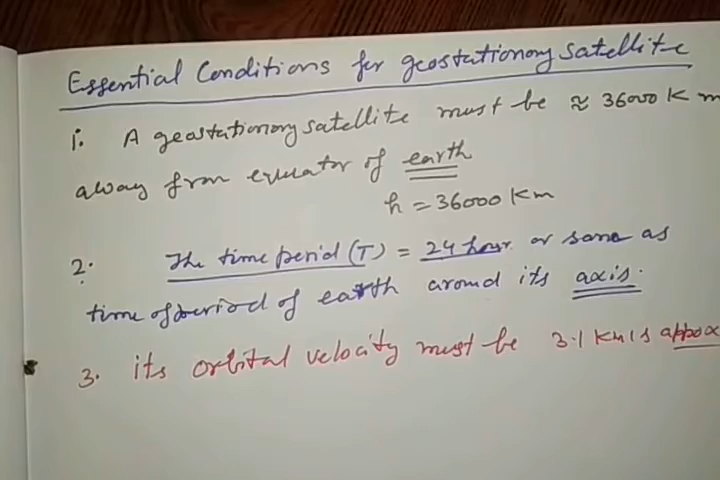 Essential Conditions for geostationary satellite
1. A geostationary satellite must be ≈ 36000 K m
away from equator of earth
h = 36000 Km
2. The time period (T) = 24 hour or same as
time of period of earth around its axis.
3. its orbital velocity must be 3.1 Km/s appox